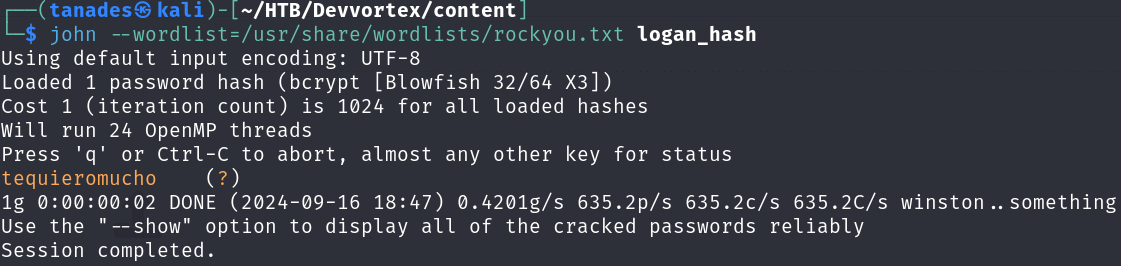 ┌──(tanades㉿kali)-[~/HTB/Devvortex/content]
└─$ john --wordlist=/usr/share/wordlists/rockyou.txt logan_hash
Using default input encoding: UTF-8
Loaded 1 password hash (bcrypt [Blowfish 32/64 X3])
Cost 1 (iteration count) is 1024 for all loaded hashes
Will run 24 OpenMP threads
Press 'q' or Ctrl-C to abort, almost any other key for status
tequieromucho    (?)
1g 0:00:00:02 DONE (2024-09-16 18:47) 0.4201g/s 635.2p/s 635.2c/s 635.2C/s winston..something
Use the "--show" option to display all of the cracked passwords reliably
Session completed.